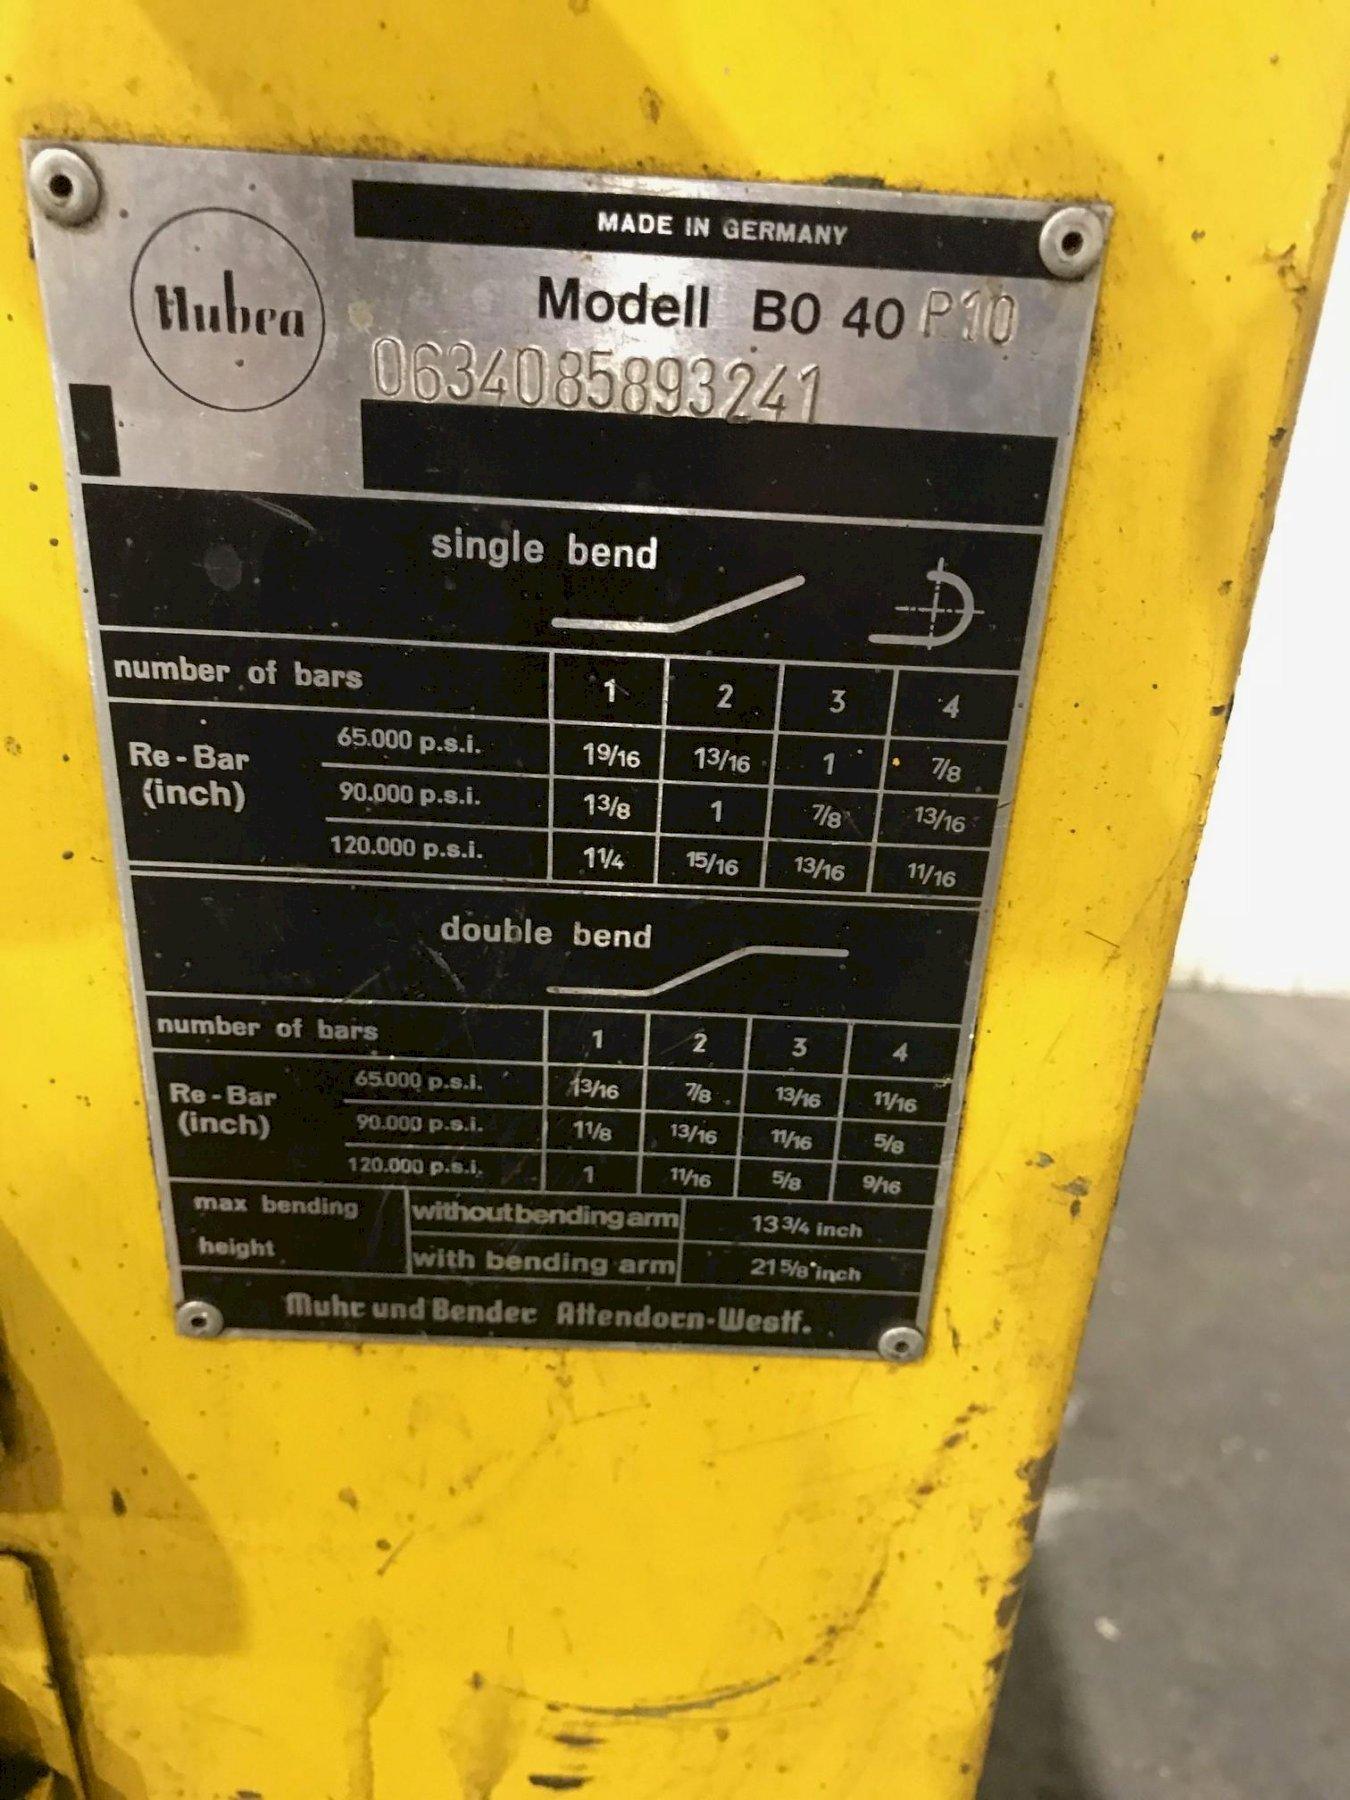 MADE IN GERMANY
Mubea
Modell BO 40 P10
0634085893241
single bend
number of bars 1 2 3 4
Re-Bar (inch)
65.000 p.s.i. 19/16 13/16 1 7/8
90.000 p.s.i. 13/8 1 7/8 13/16
120.000 p.s.i. 11/4 15/16 13/16 11/16
double bend
number of bars 1 2 3 4
Re-Bar (inch)
65.000 p.s.i. 13/16 7/8 13/16 11/16
90.000 p.s.i. 11/8 13/16 11/16 5/8
120.000 p.s.i. 1 11/16 5/8 9/16
max bending height
without bending arm 13 3/4 inch
with bending arm 21 5/8 inch
Muhr und Bender Attendorn-Westf.